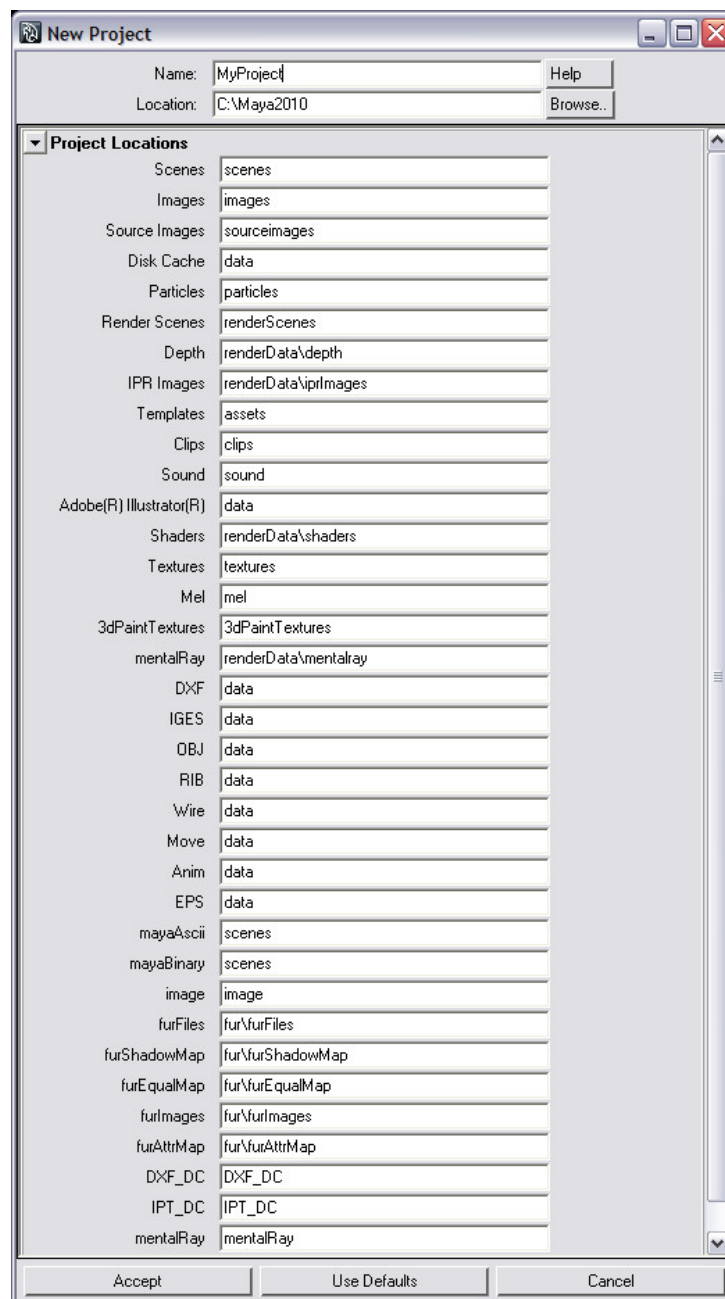 New Project
Name: MyProject Help
Location: C:\Maya2010 Browse..
Project Locations
Scenes scenes
Images images
Source Images sourceimages
Disk Cache data
Particles particles
Render Scenes renderScenes
Depth renderData\depth
IPR Images renderData\iprImages
Templates assets
Clips clips
Sound sound
Adobe(R) Illustrator(R) data
Shaders renderData\shaders
Textures textures
Mel mel
3dPaintTextures 3dPaintTextures
mentalRay renderData\mentalray
DXF data
IGES data
OBJ data
RIB data
Wire data
Move data
Anim data
EPS data
mayaAscii scenes
mayaBinary scenes
image image
furFiles fur\furFiles
furShadowMap fur\furShadowMap
furEqualMap fur\furEqualMap
furImages fur\furImages
furAttrMap fur\furAttrMap
DXF_DC DXF_DC
IPT_DC IPT_DC
mentalRay mentalRay
Accept Use Defaults Cancel